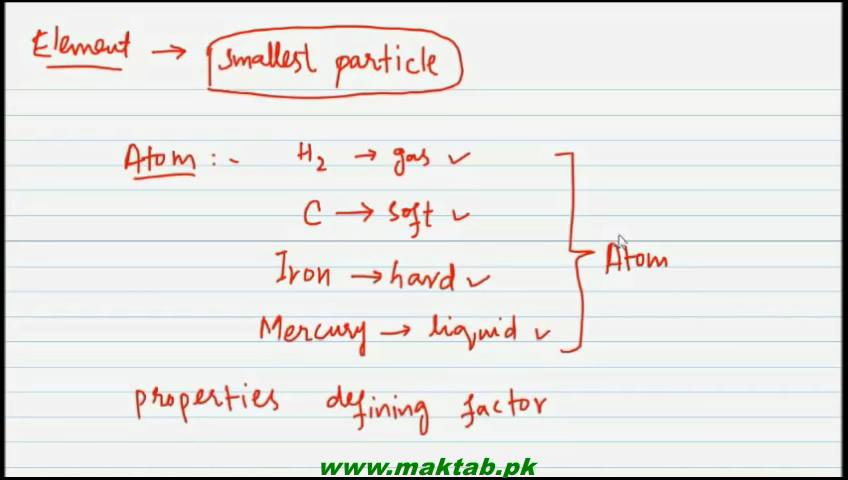 Element → smallest particle
Atom :- H₂ → gas ✓
C → soft ✓
Iron → hard ✓
Atom
Mercury → liquid ✓
properties defining factor
www.maktab.pk